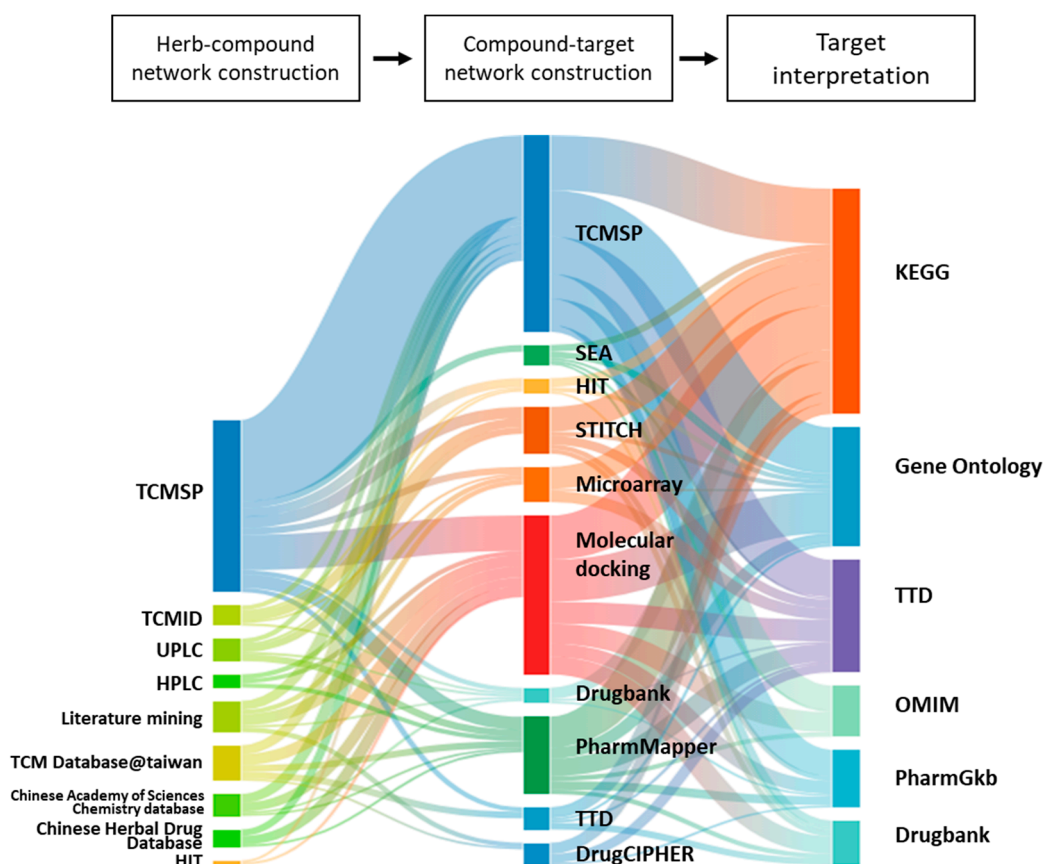 Herb-compound
network construction
Compound-target
network construction
Target
interpretation
TCMSP
TCMID
UPLC
HPLC
Literature mining
TCM Database@taiwan
Chinese Academy of Sciences
Chemistry database
Chinese Herbal Drug
Database
HIT
TCMSP
SEA
HIT
STITCH
Microarray
Molecular
docking
Drugbank
PharmMapper
TTD
DrugCIPHER
KEGG
Gene Ontology
TTD
OMIM
PharmGkb
Drugbank